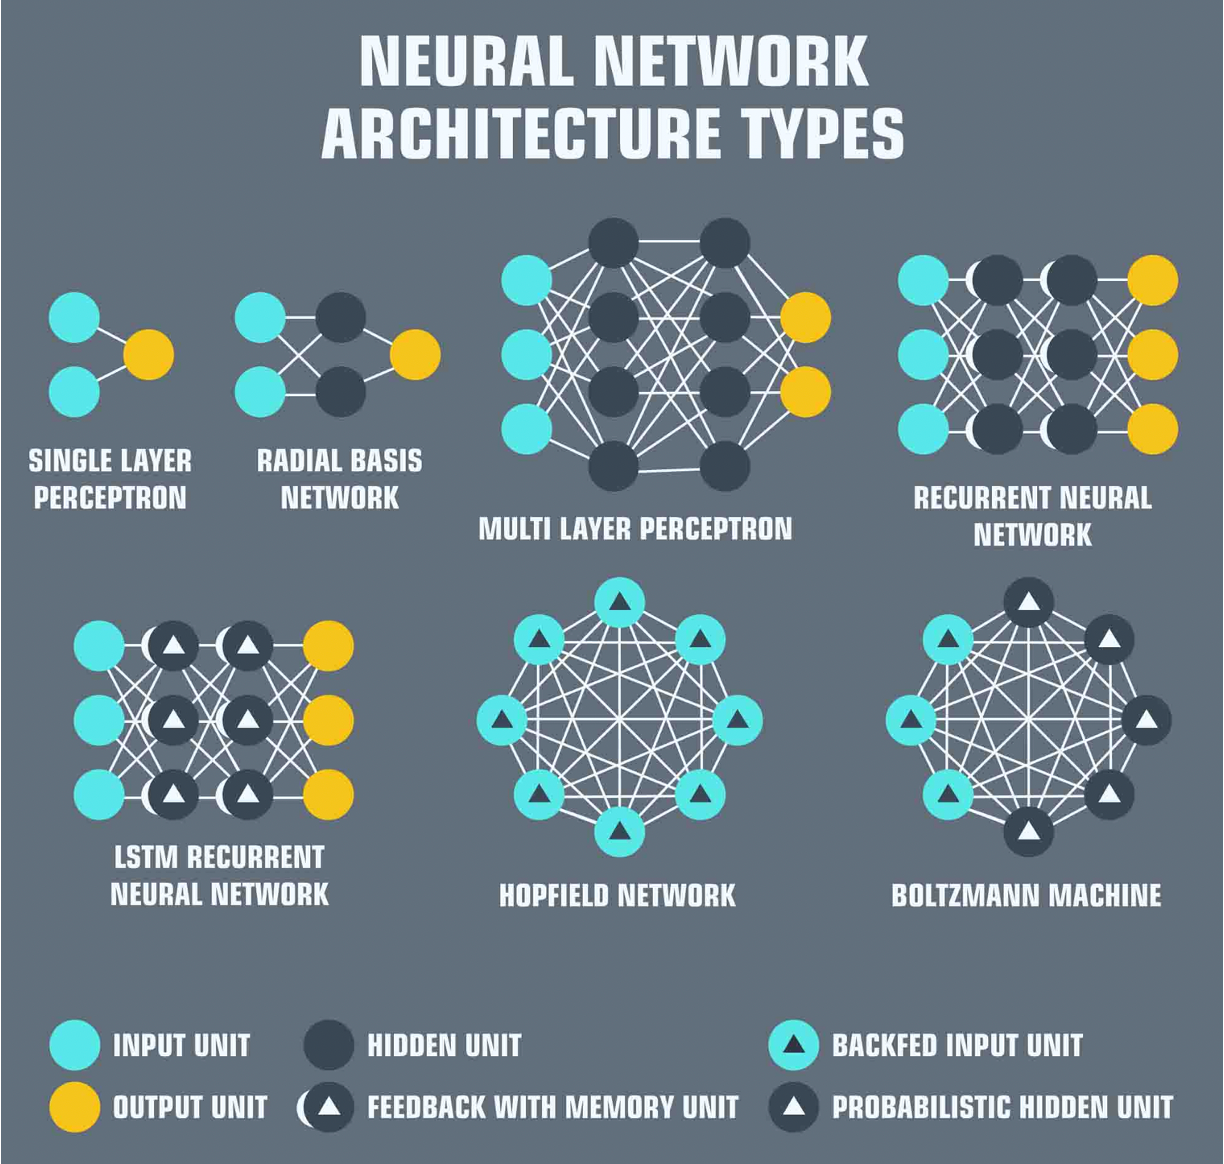 NEURAL NETWORK
ARCHITECTURE TYPES
SINGLE LAYER
PERCEPTRON
RADIAL BASIS
NETWORK
MULTI LAYER PERCEPTRON
RECURRENT NEURAL
NETWORK
LSTM RECURRENT
NEURAL NETWORK
HOPFIELD NETWORK
BOLTZMANN MACHINE
INPUT UNIT
HIDDEN UNIT
BACKFED INPUT UNIT
OUTPUT UNIT
FEEDBACK WITH MEMORY UNIT
PROBABILISTIC HIDDEN UNIT